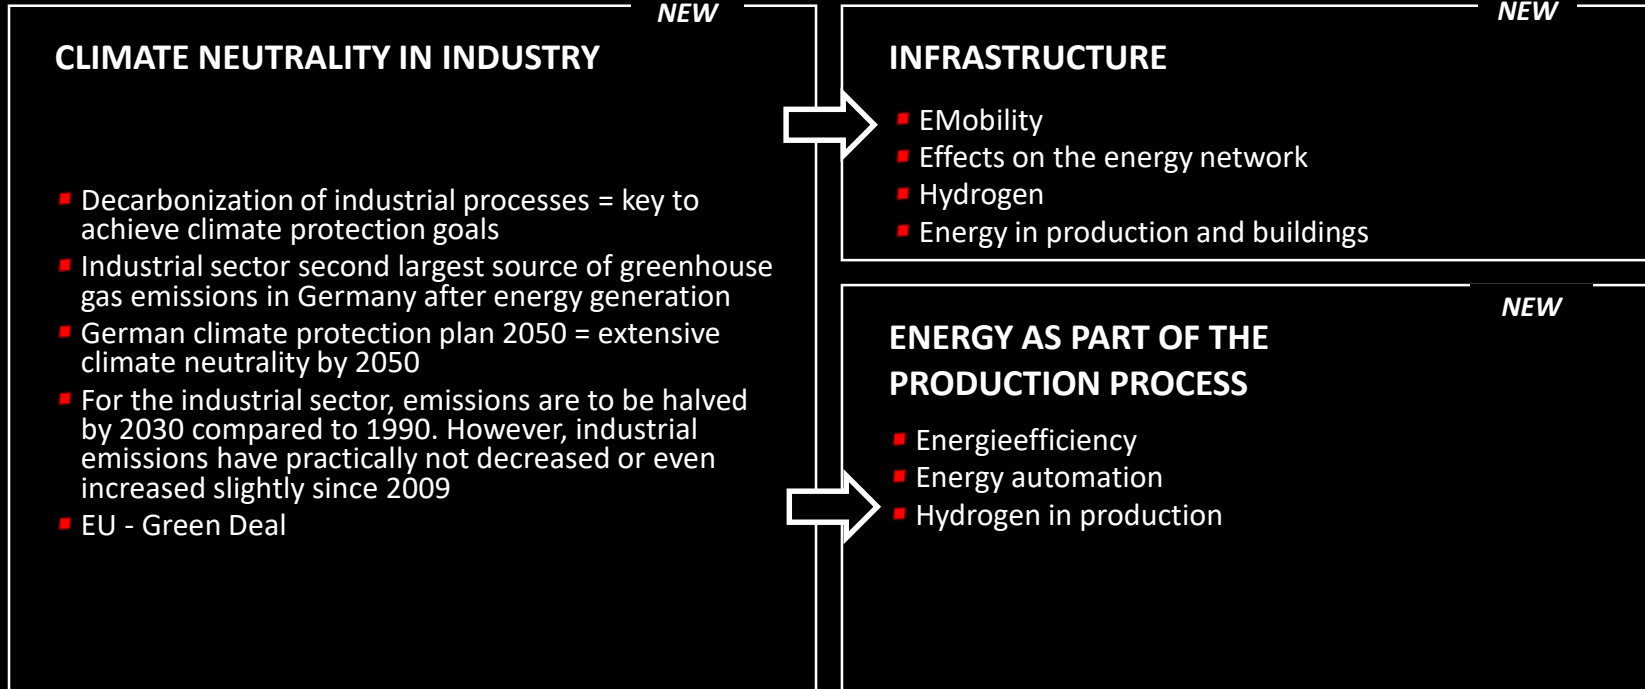 NEW
CLIMATE NEUTRALITY IN INDUSTRY
Decarbonization of industrial processes = key to
achieve climate protection goals
Industrial sector second largest source of greenhouse
gas emissions in Germany after energy generation
German climate protection plan 2050 = extensive
climate neutrality by 2050
For the industrial sector, emissions are to be halved
by 2030 compared to 1990. However, industrial
emissions have practically not decreased or even
increased slightly since 2009
EU - Green Deal
NEW
INFRASTRUCTURE
EMobility
Effects on the energy network
Hydrogen
Energy in production and buildings
NEW
ENERGY AS PART OF THE
PRODUCTION PROCESS
Energieefficiency
Energy automation
Hydrogen in production